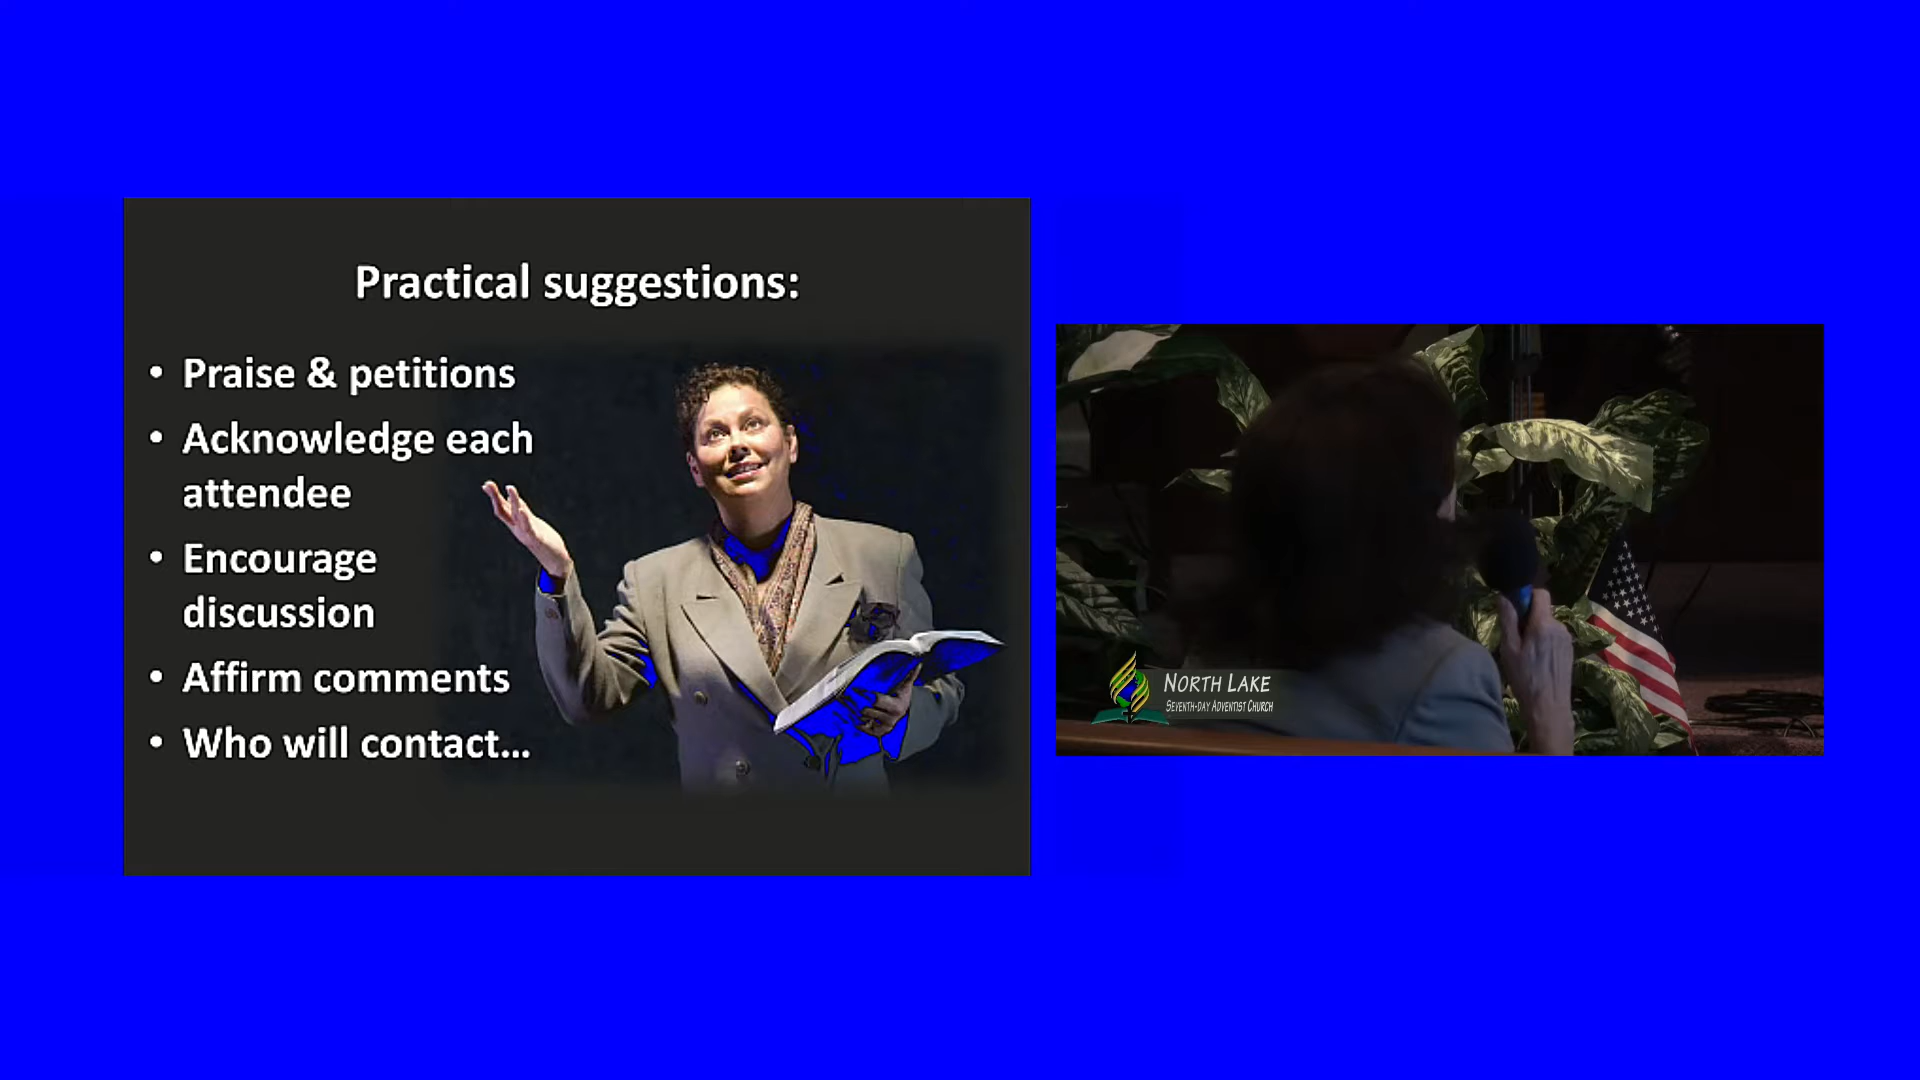 Practical suggestions:
• Praise & petitions
• Acknowledge each
attendee
• Encourage
discussion
• Affirm comments
• Who will contact...
North Lake
Seventh-day Adventist Church